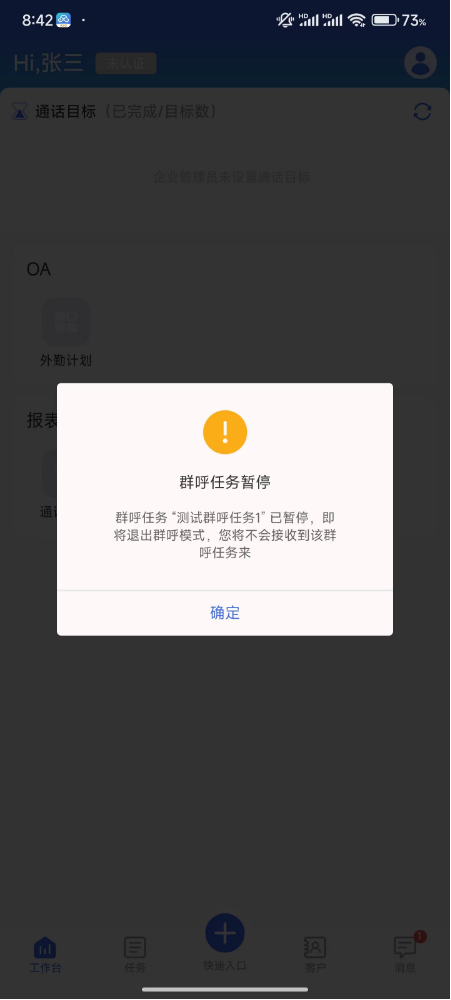 8:42
HD HD 73%
Hi,张三 未认证
通话目标（已完成/目标数）
企业管理员未设置通话目标
OA
外勤计划
报表
通话
群呼任务暂停
群呼任务 “测试群呼任务1” 已暂停，即
将退出群呼模式，您将不会接收到该群
呼任务来
确定
工作台 任务 快速入口 客户 消息
1